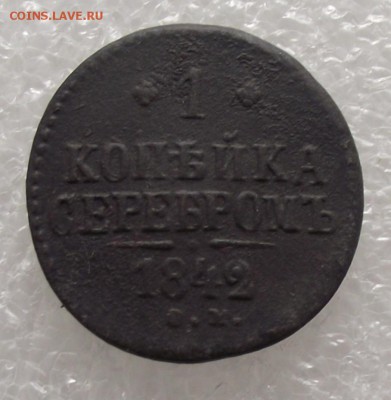 COINS.LAVE.RU
1
КОПѢЙКА
СЕРЕБРОМЪ
1842
С.М.